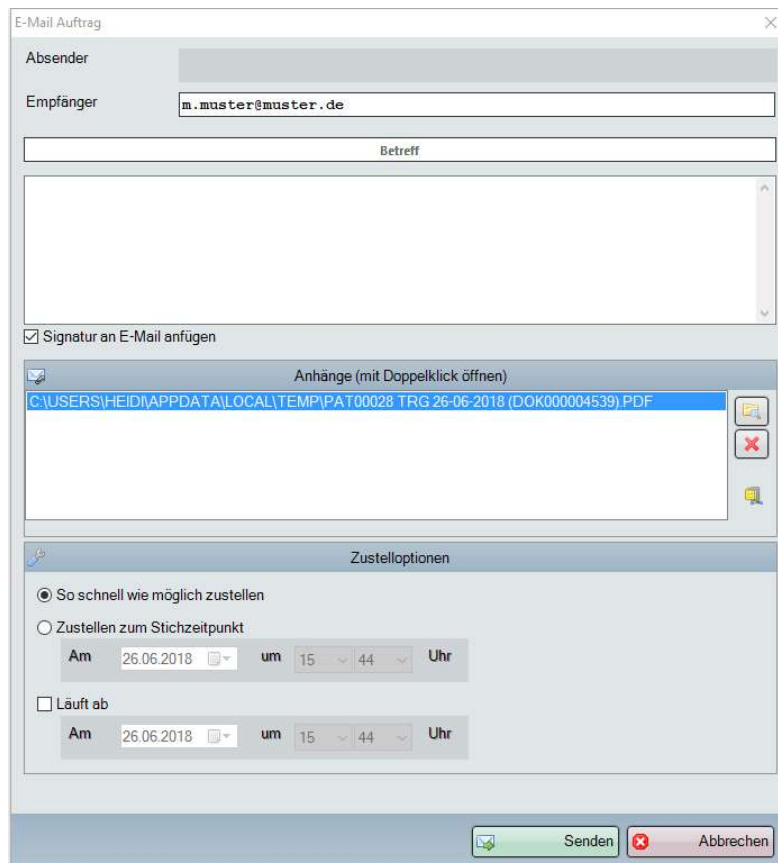 E-Mail Auftrag
Absender
Empfänger m.muster@muster.de
Betreff
Signatur an E-Mail anfügen
Anhänge (mit Doppelklick öffnen)
C:\USERS\HEIDI\APPDATA\LOCAL\TEMP\PAT00028 TRG 26-06-2018 (DOK000004539).PDF
Zustelloptionen
So schnell wie möglich zustellen
Zustellen zum Stichzeitpunkt
Am 26.06.2018 um 15 44 Uhr
Läuft ab
Am 26.06.2018 um 15 44 Uhr
Senden Abbrechen